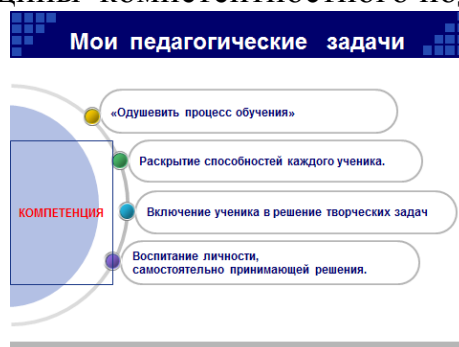 компетентностного
Мои педагогические задачи
«Одушевить процесс обучения»
Раскрытие способностей каждого ученика.
КОМПЕТЕНЦИЯ
Включение ученика в решение творческих задач
Воспитание личности,
самостоятельно принимающей решения.